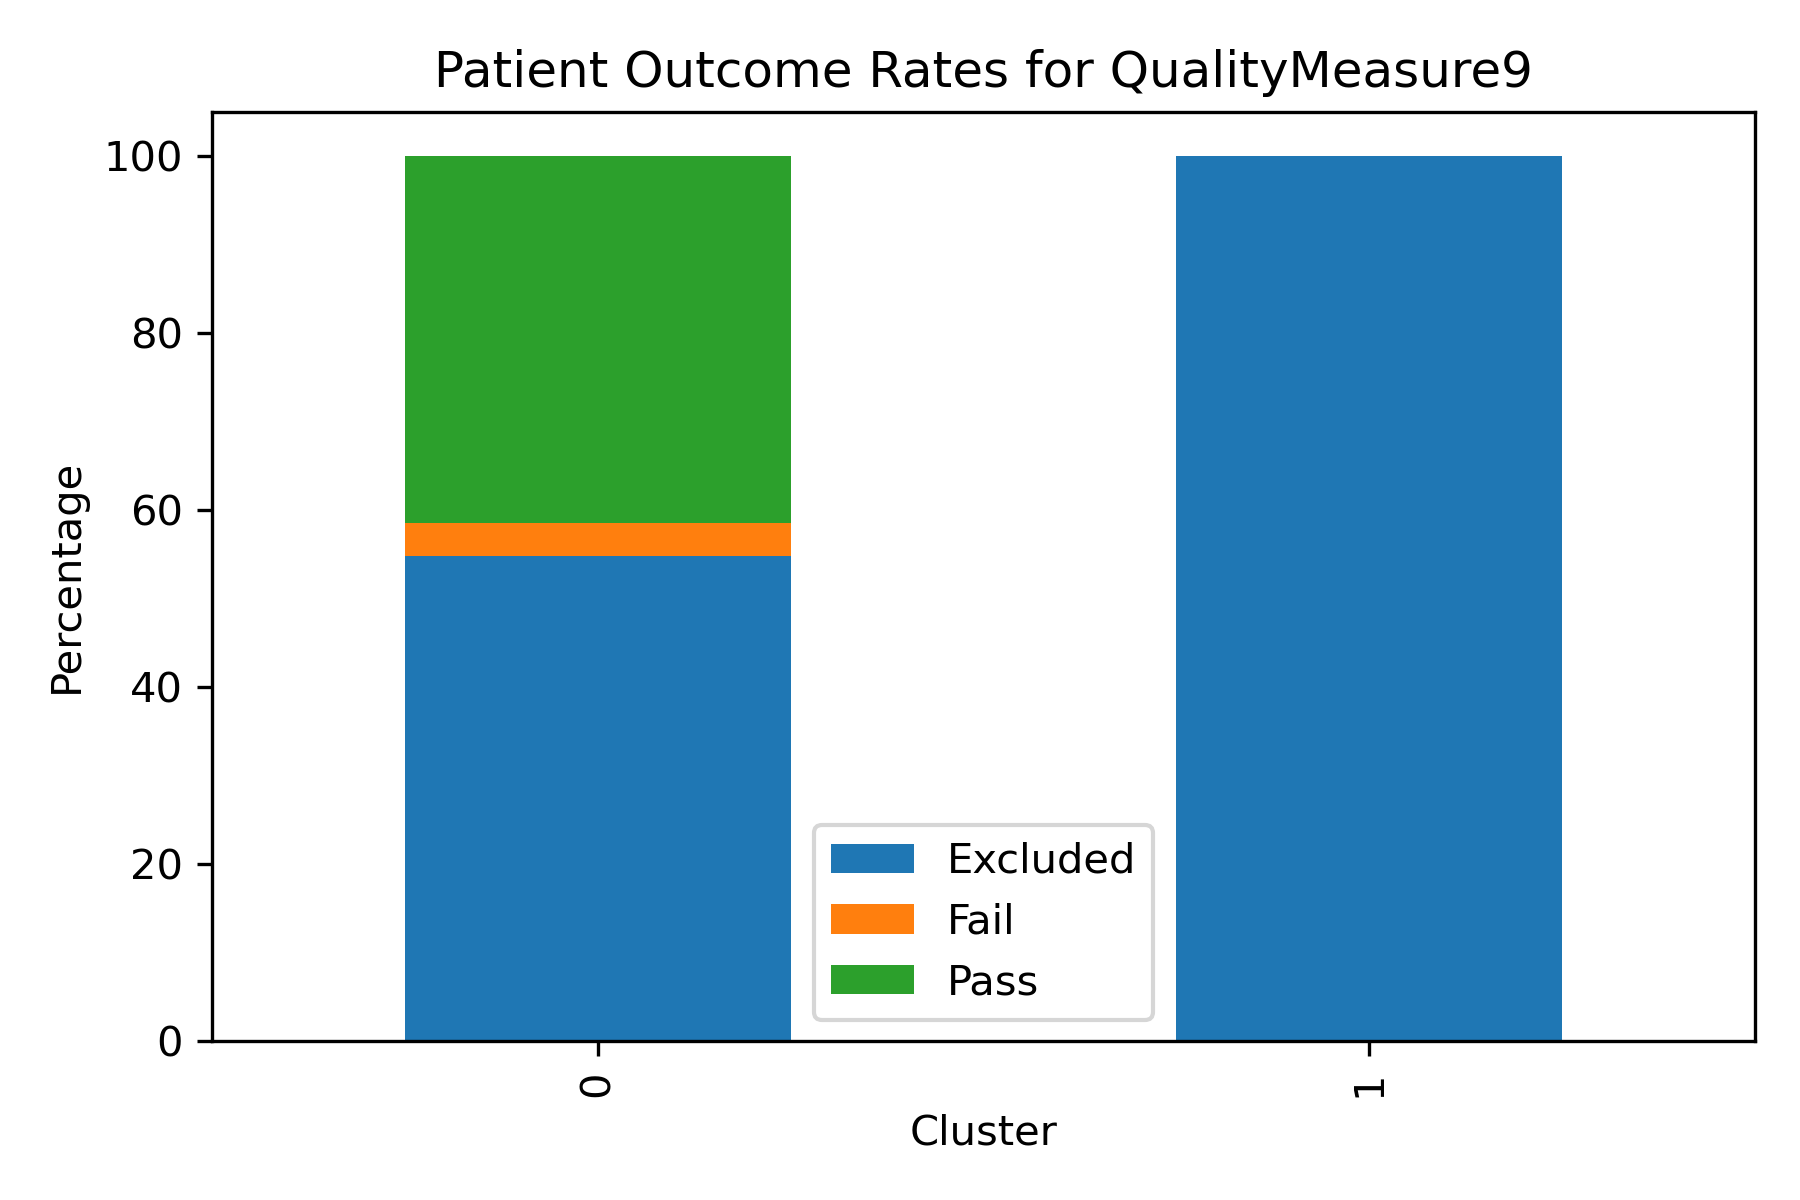 Patient Outcome Rates for QualityMeasure9
100
80
60
40
20
0
Percentage
Excluded
Fail
Pass
0
1
Cluster